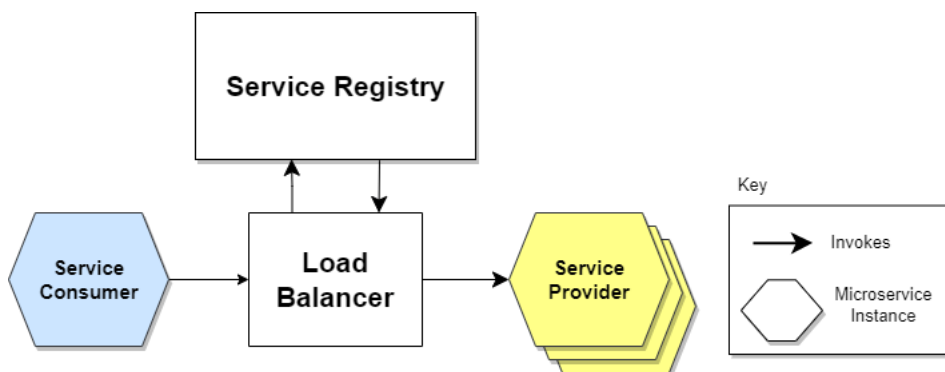 Service Registry
Service
Consumer
Load
Balancer
Service
Provider
Key
Invokes
Microservice
Instance